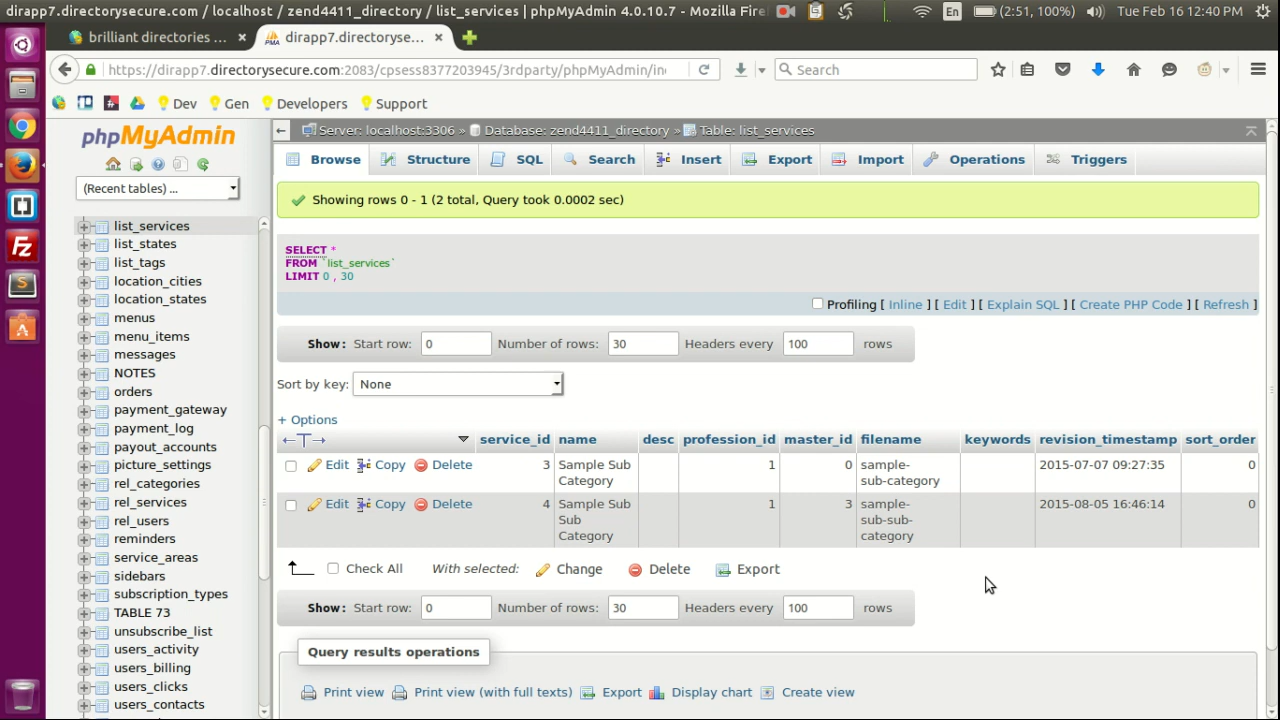 dirapp7.directorysecure.com / localhost / zend4411_directory / list_services | phpMyAdmin 4.0.10.7 - Mozilla Fire
En
(2:51, 100%)
Tue Feb 16 12:40 PM
brilliant directories ...
dirapp7.directoryse...
https://dirapp7.directorysecure.com:2083/cpsess8377203945/3rdparty/phpMyAdmin/in
Search
Dev
Gen
Developers
Support
phpMyAdmin
(Recent tables) ...
list_services
list_states
list_tags
location_cities
location_states
menus
menu_items
messages
NOTES
orders
payment_gateway
payment_log
payout_accounts
picture_settings
rel_categories
rel_services
rel_users
reminders
service_areas
sidebars
subscription_types
TABLE 73
unsubscribe_list
users_activity
users_billing
users_clicks
users_contacts
Server: localhost:3306 » Database: zend4411_directory » Table: list_services
Browse
Structure
SQL
Search
Insert
Export
Import
Operations
Triggers
Showing rows 0 - 1 (2 total, Query took 0.0002 sec)
SELECT *
FROM `list_services`
LIMIT 0 , 30
Profiling [ Inline ] [ Edit ] [ Explain SQL ] [ Create PHP Code ] [ Refresh ]
Show : Start row: 0 Number of rows: 30 Headers every 100 rows
Sort by key: None
+ Options
←T→ service_id name desc profession_id master_id filename keywords revision_timestamp sort_order
Edit Copy Delete 3 Sample Sub 1 0 sample- 2015-07-07 09:27:35 0
Category sub-category
Edit Copy Delete 4 Sample Sub 1 3 sample- 2015-08-05 16:46:14 0
Sub sub-sub-
Category category
Check All With selected: Change Delete Export
Show : Start row: 0 Number of rows: 30 Headers every 100 rows
Query results operations
Print view Print view (with full texts) Export Display chart Create view